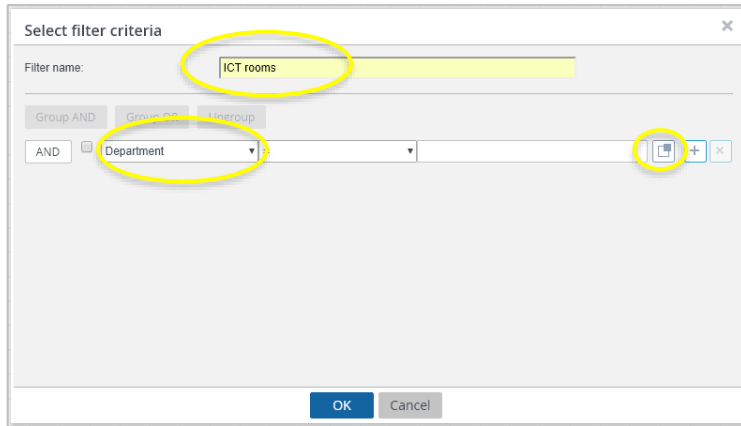 Select filter criteria ×
Filter name: ICT rooms
Group AND Group OR Ungroup
AND Department = + ×
OK Cancel